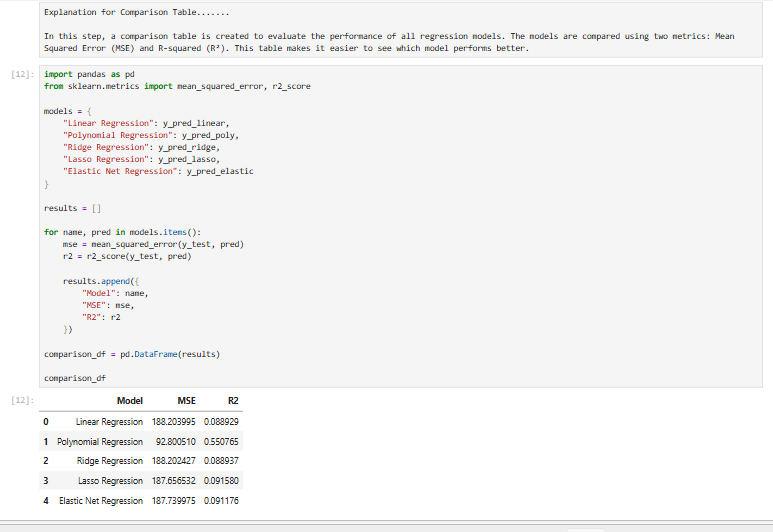 Explanation for Comparison Table.......
In this step, a comparison table is created to evaluate the performance of all regression models. The models are compared using two metrics: Mean
Squared Error (MSE) and R-squared (R²). This table makes it easier to see which model performs better.
[12]: import pandas as pd
from sklearn.metrics import mean_squared_error, r2_score
models = {
"Linear Regression": y_pred_linear,
"Polynomial Regression": y_pred_poly,
"Ridge Regression": y_pred_ridge,
"Lasso Regression": y_pred_lasso,
"Elastic Net Regression": y_pred_elastic
}
results = []
for name, pred in models.items():
mse = mean_squared_error(y_test, pred)
r2 = r2_score(y_test, pred)
results.append({
"Model": name,
"MSE": mse,
"R2": r2
})
comparison_df = pd.DataFrame(results)
comparison_df
[12]: Model MSE R2
0 Linear Regression 188.203995 0.088929
1 Polynomial Regression 92.800510 0.550765
2 Ridge Regression 188.202427 0.088937
3 Lasso Regression 187.656532 0.091580
4 Elastic Net Regression 187.739975 0.091176